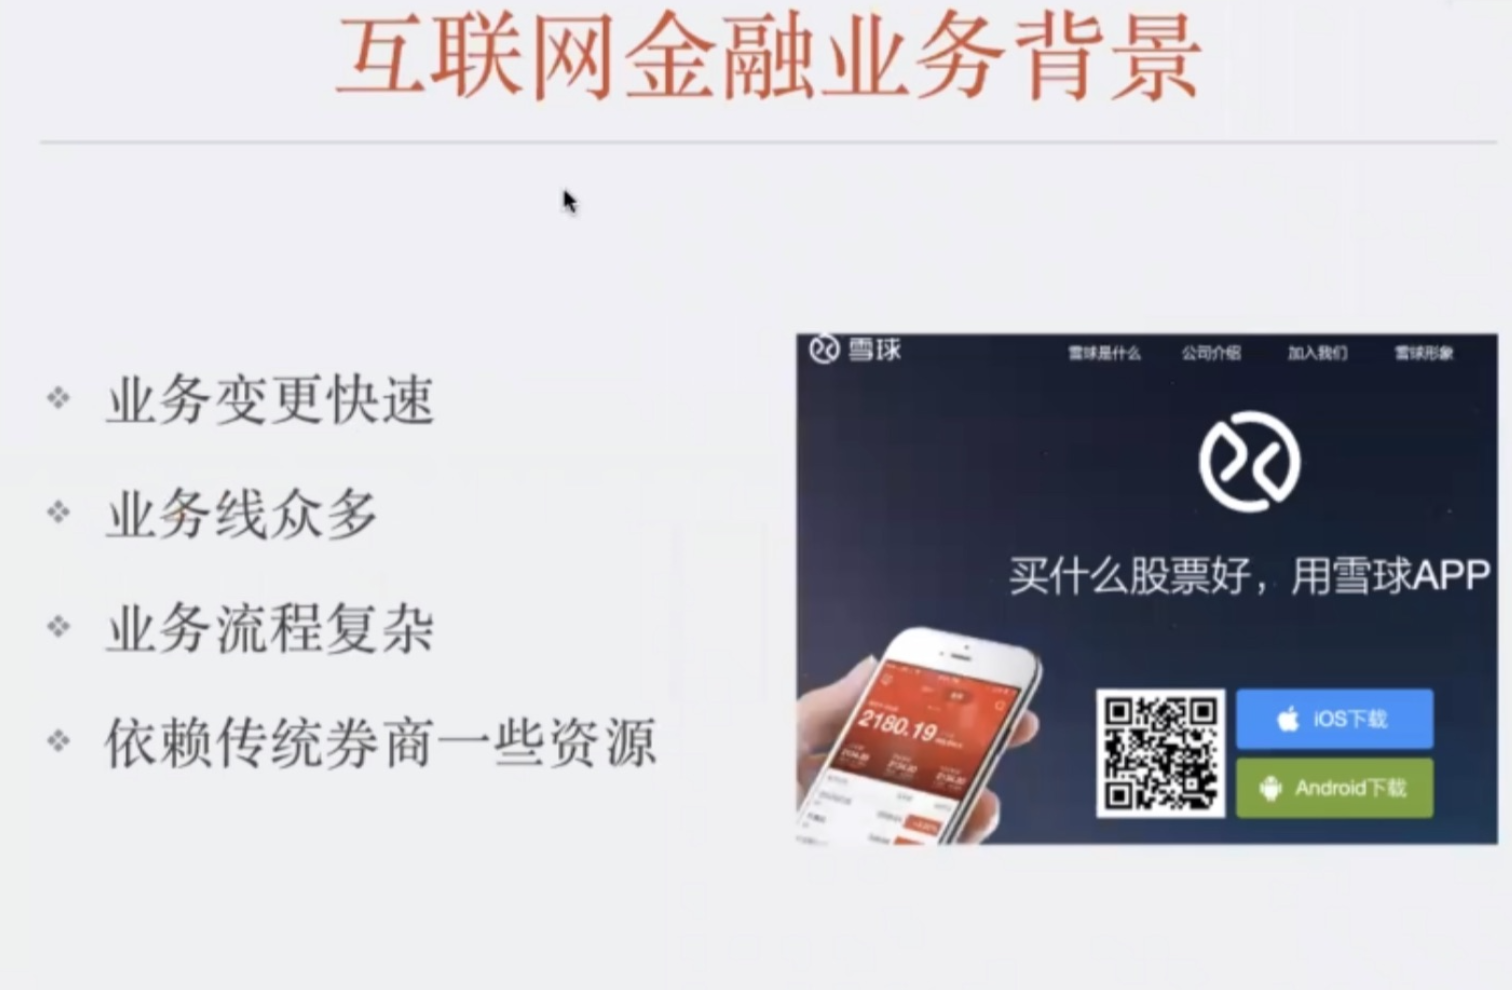 互联网金融业务背景
业务变更快速
业务线众多
业务流程复杂
依赖传统券商一些资源
雪球
雪球是什么 公司介绍 加入我们 雪球形象
买什么股票好，用雪球APP
2180.19
iOS下载
Android下载